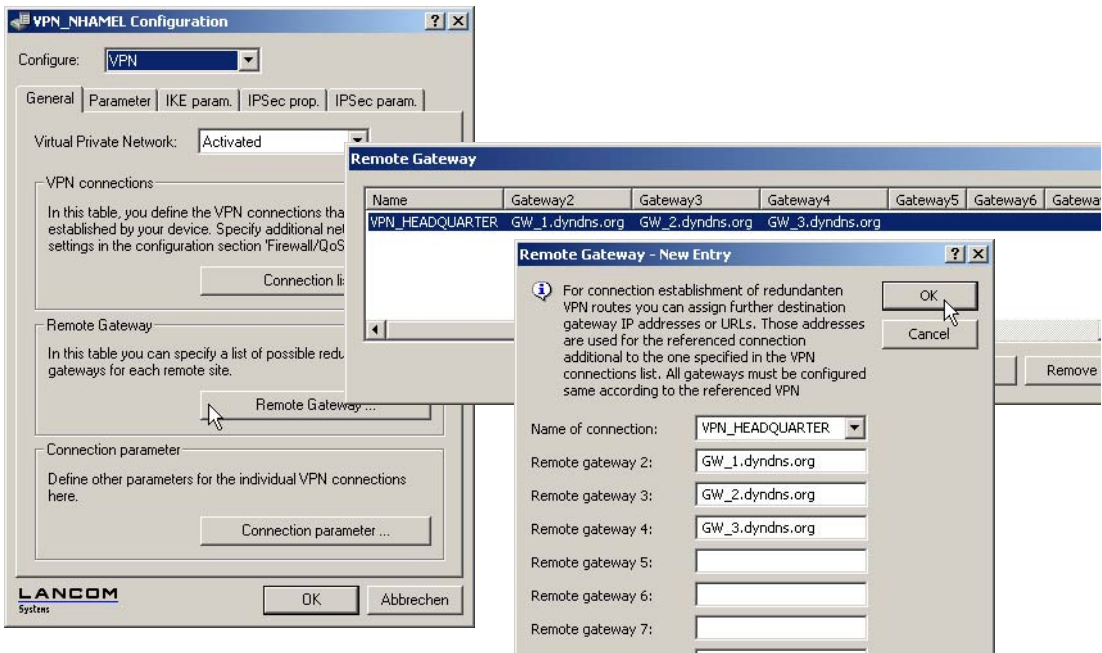 VPN_NHAMEL Configuration
Configure: VPN
General Parameter IKE param. IPSec prop. IPSec param.
Virtual Private Network: Activated
VPN connections
In this table, you define the VPN connections tha
established by your device. Specify additional net
settings in the configuration section 'Firewall/QoS
Connection li
Remote Gateway
In this table you can specify a list of possible redu
gateways for each remote site.
Remote Gateway ...
Connection parameter
Define other parameters for the individual VPN connections
here.
Connection parameter ...
LANCOM
Systems
OK Abbrechen
Remote Gateway
Name Gateway2 Gateway3 Gateway4 Gateway5 Gateway6 Gateway
VPN_HEADQUARTER GW_1.dyndns.org GW_2.dyndns.org GW_3.dyndns.org
Remove
Remote Gateway - New Entry
For connection establishment of redundanten
VPN routes you can assign further destination
gateway IP addresses or URLs. Those addresses
are used for the referenced connection
additional to the one specified in the VPN
connections list. All gateways must be configured
same according to the referenced VPN
OK
Cancel
Name of connection: VPN_HEADQUARTER
Remote gateway 2: GW_1.dyndns.org
Remote gateway 3: GW_2.dyndns.org
Remote gateway 4: GW_3.dyndns.org
Remote gateway 5:
Remote gateway 6:
Remote gateway 7: